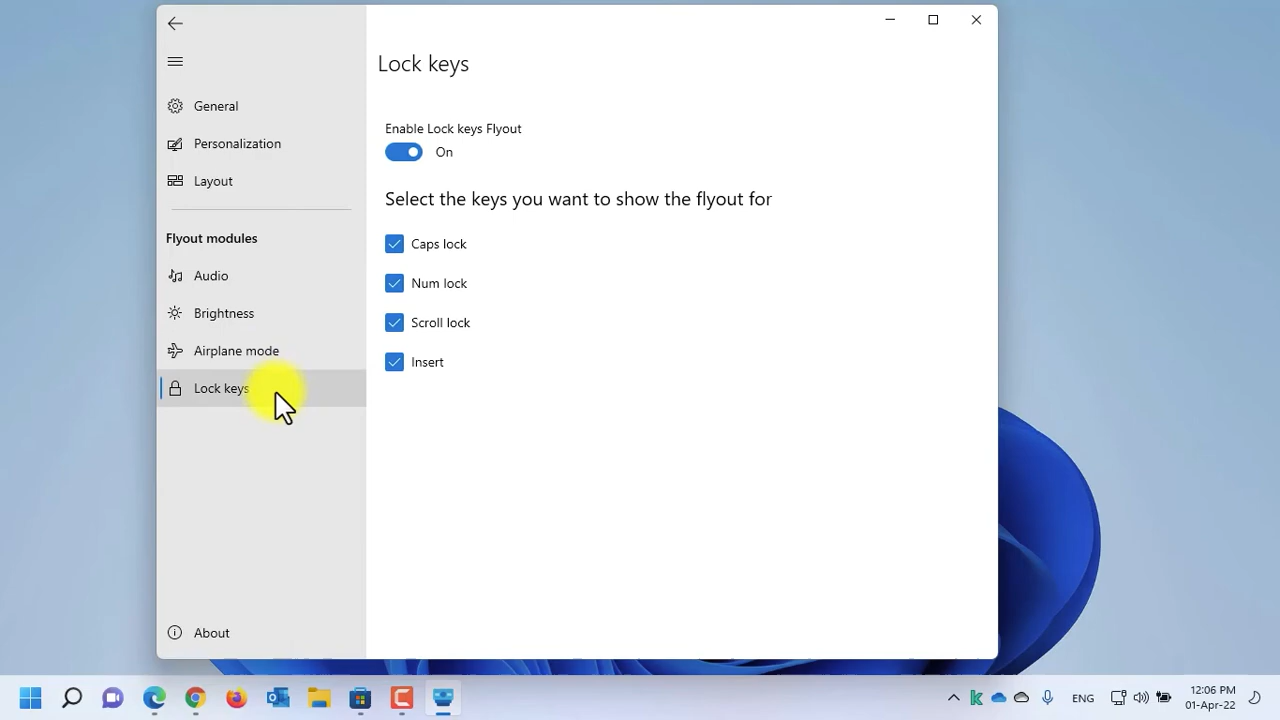 Lock keys
General
Personalization
Layout
Flyout modules
Audio
Brightness
Airplane mode
Lock keys
About
Enable Lock keys Flyout
On
Select the keys you want to show the flyout for
Caps lock
Num lock
Scroll lock
Insert
ENG
12:06 PM
01-Apr-22